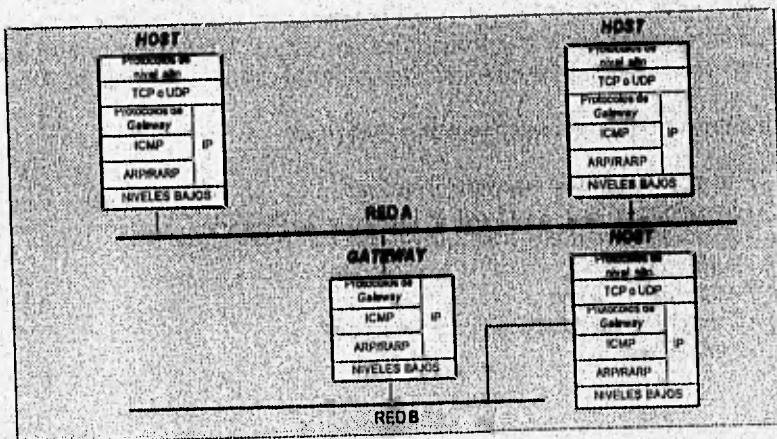 HOST
Protocolos de
nivel alto
TCP o UDP
Protocolos de
Gateway
ICMP
IP
ARP/RARP
NIVELES BAJOS
HOST
Protocolos de
nivel alto
TCP o UDP
Protocolos de
Gateway
ICMP
IP
ARP/RARP
NIVELES BAJOS
RED A
GATEWAY
Protocolos de
Gateway
ICMP
IP
ARP/RARP
NIVELES BAJOS
HOST
Protocolos de
nivel alto
TCP o UDP
Protocolos de
Gateway
ICMP
IP
ARP/RARP
NIVELES BAJOS
RED B